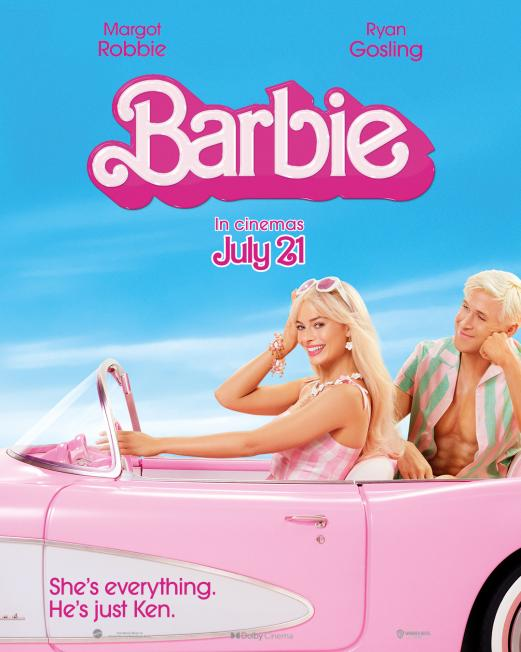 Margot
Robbie
Ryan
Gosling
Barbie
In cinemas
July 21
She's everything.
He's just Ken.
Dolby Cinema